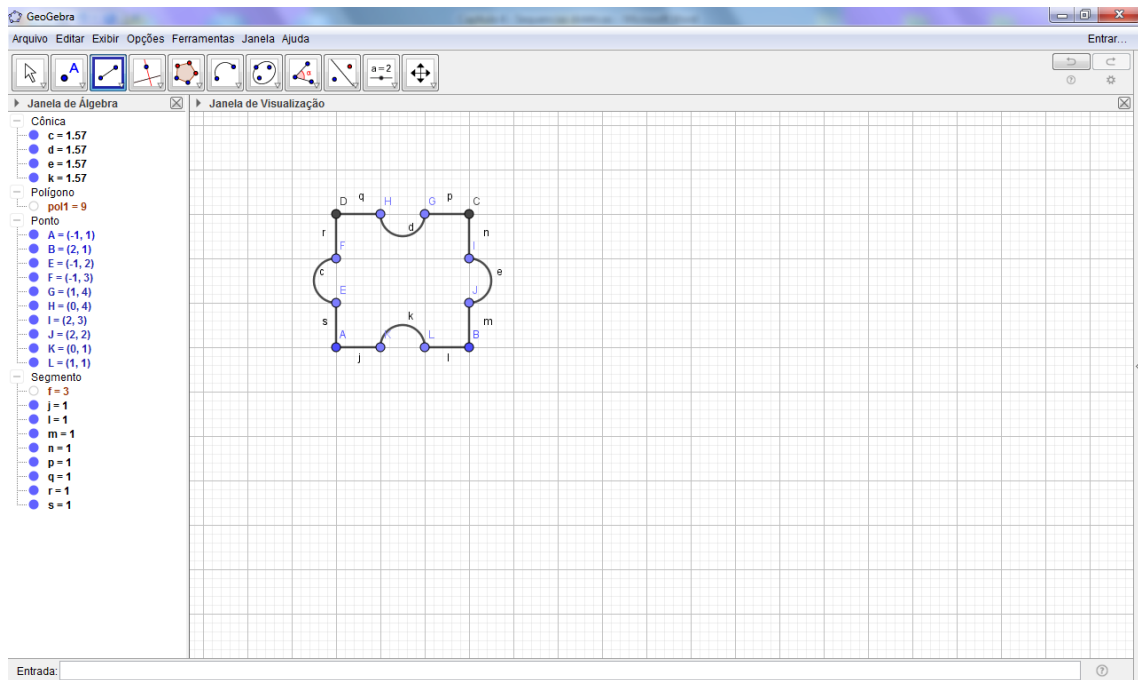 GeoGebra
Arquivo Editar Exibir Opções Ferramentas Janela Ajuda
Entrar...
A
α
a=2
Janela de Álgebra
Janela de Visualização
Cônica
c = 1.57
d = 1.57
e = 1.57
k = 1.57
Polígono
pol1 = 9
Ponto
A = (-1, 1)
B = (2, 1)
E = (-1, 2)
F = (-1, 3)
G = (1, 4)
H = (0, 4)
I = (2, 3)
J = (2, 2)
K = (0, 1)
L = (1, 1)
Segmento
f = 3
j = 1
l = 1
m = 1
n = 1
p = 1
q = 1
r = 1
s = 1
D q H G p C
r d n
F I
c e
E J
s k m
A K L B
j l
Entrada: